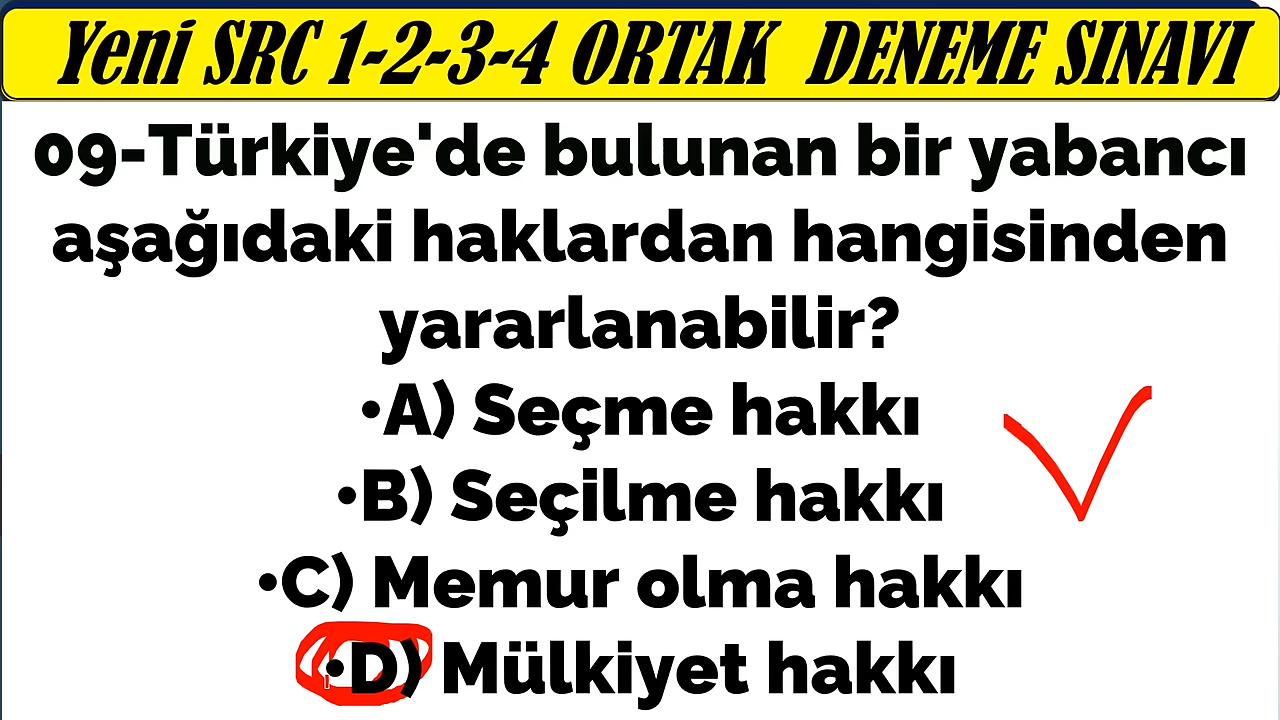 Yeni SRC 1-2-3-4 ORTAK DENEME SINAVI
09-Türkiye'de bulunan bir yabancı
aşağıdaki haklardan hangisinden
yararlanabilir?
•A) Seçme hakkı
•B) Seçilme hakkı
•C) Memur olma hakkı
•D) Mülkiyet hakkı